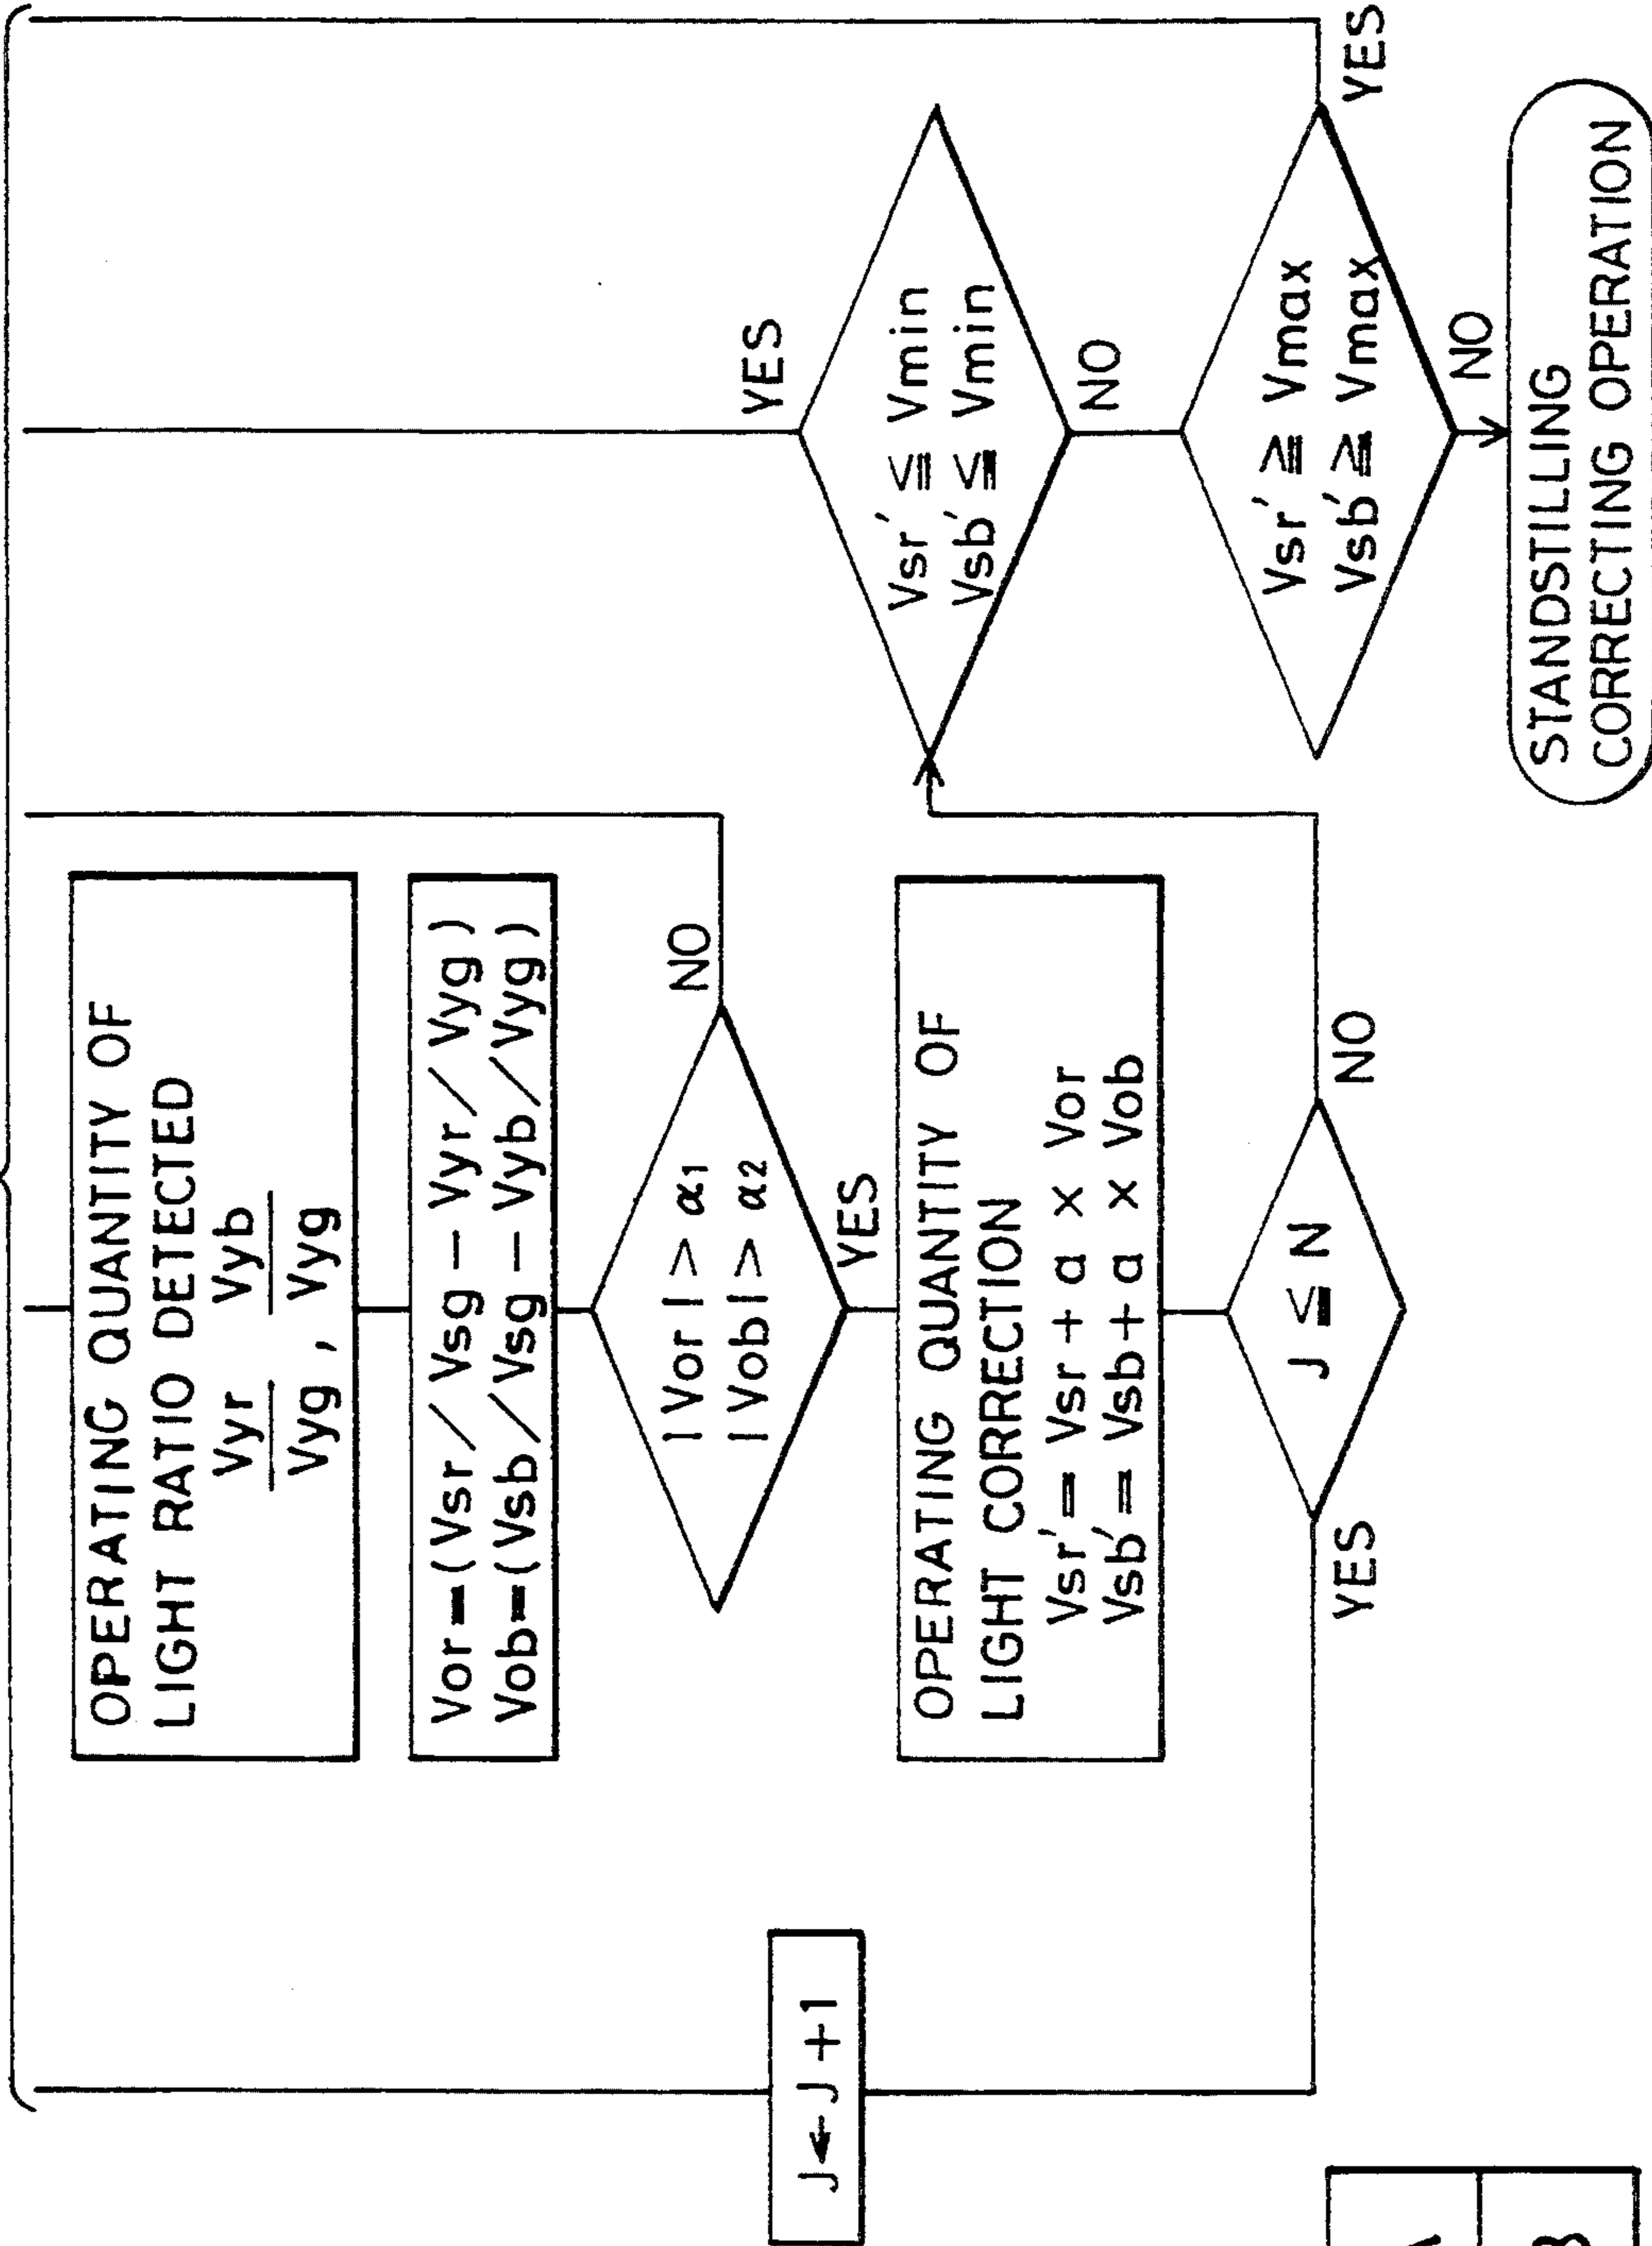 OPERATING QUANTITY OF
LIGHT RATIO DETECTED
Vyr Vyb
Vyg , Vyg
Vor=(Vsr/Vsg-Vyr/Vyg)
Vob=(Vsb/Vsg-Vyb/Vyg)
|Vor|>α1
|Vob|>α2
NO
YES
OPERATING QUANTITY OF
LIGHT CORRECTION
Vsr'=Vsr+a×Vor
Vsb'=Vsb+a×Vob
J≦N
YES
NO
J←J+1
YES
Vsr'≦Vmin
Vsb'≦Vmin
NO
Vsr'≧Vmax
Vsb'≧Vmax
YES
NO
STANDSTILLING
CORRECTING OPERATION